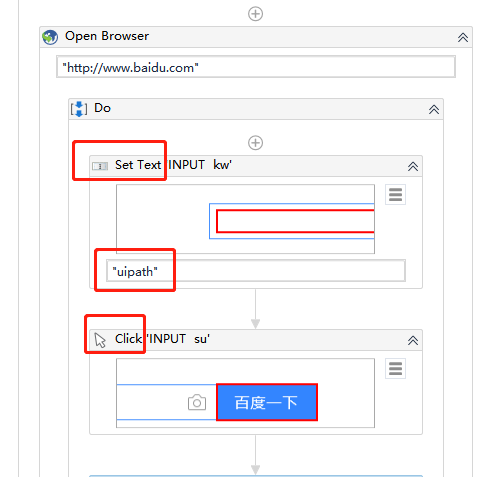 Open Browser
"http://www.baidu.com"
Do
Set Text 'INPUT kw'
"uipath"
Click 'INPUT su'
百度一下